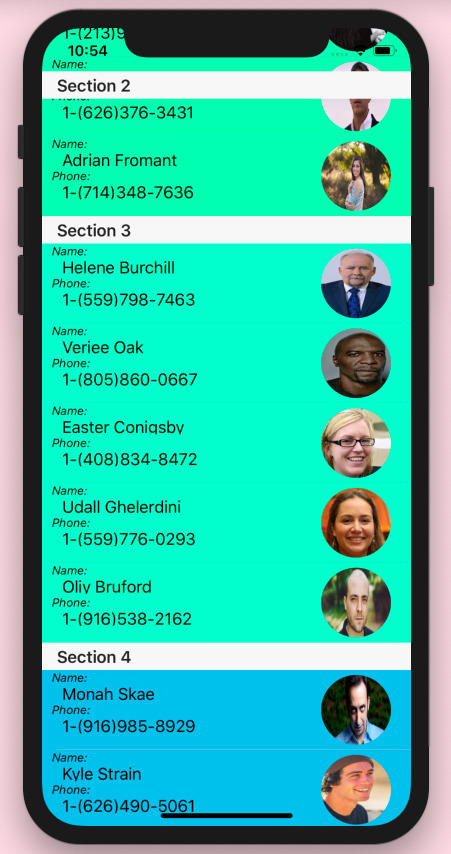 1-(213)9
10:54
Name:
Section 2
Phone:
1-(626)376-3431
Name:
Adrian Fromant
Phone:
1-(714)348-7636
Section 3
Name:
Helene Burchill
Phone:
1-(559)798-7463
Name:
Veriee Oak
Phone:
1-(805)860-0667
Name:
Easter Conigsby
Phone:
1-(408)834-8472
Name:
Udall Ghelerdini
Phone:
1-(559)776-0293
Name:
Oliv Bruford
Phone:
1-(916)538-2162
Section 4
Name:
Monah Skae
Phone:
1-(916)985-8929
Name:
Kyle Strain
Phone:
1-(626)490-5061